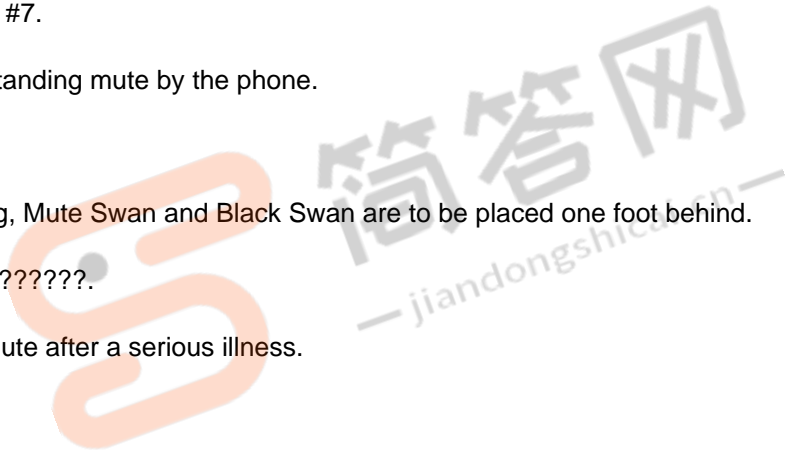 #7.
tanding mute by the phone.
g, Mute Swan and Black Swan are to be placed one foot behind.
??????.
ute after a serious illness.
简答网
jiandongshicai.cn